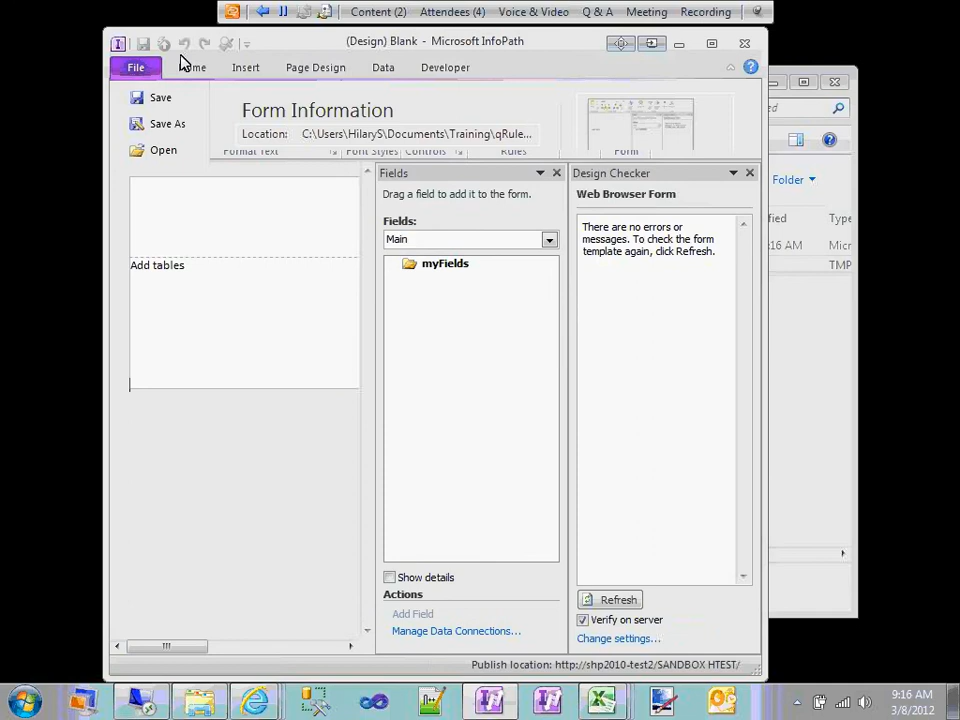 Content (2) Attendees (4) Voice & Video Q & A Meeting Recording
(Design) Blank - Microsoft InfoPath
File Home Insert Page Design Data Developer
Save
Save As
Open
Form Information
Location: C:\Users\HilaryS\Documents\Training\qRule...
Format Text Font Styles Controls Rules Form
Add tables
Fields
Drag a field to add it to the form.
Fields:
Main
myFields
Show details
Actions
Add Field
Manage Data Connections...
Design Checker
Web Browser Form
There are no errors or
messages. To check the form
template again, click Refresh.
Refresh
Verify on server
Change settings...
Publish location: http://shp2010-test2/SANDBOX HTEST/
Folder
Type
:16 AM
TMP
9:16 AM
3/8/2012